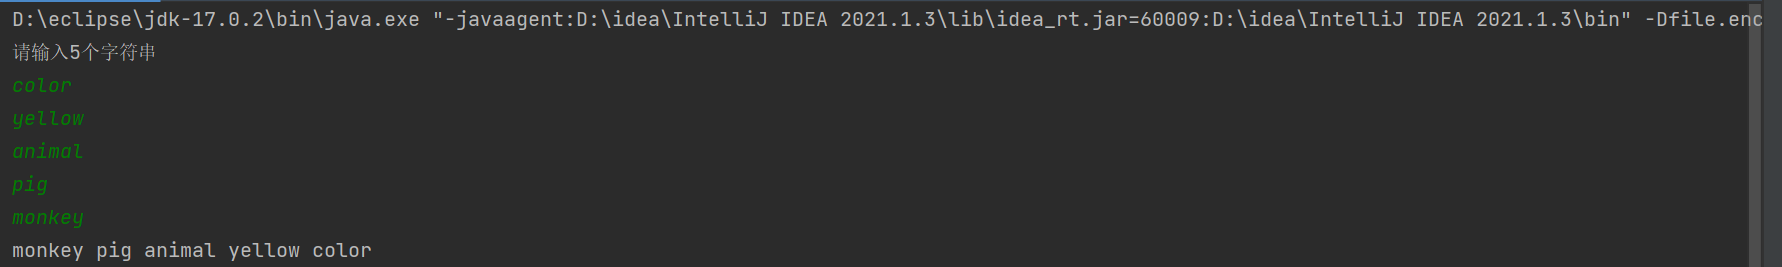 D:\eclipse\jdk-17.0.2\bin\java.exe "-javaagent:D:\idea\IntelliJ IDEA 2021.1.3\lib\idea_rt.jar=60009:D:\idea\IntelliJ IDEA 2021.1.3\bin" -Dfile.enc
请输入5个字符串
color
yellow
animal
pig
monkey
monkey pig animal yellow color